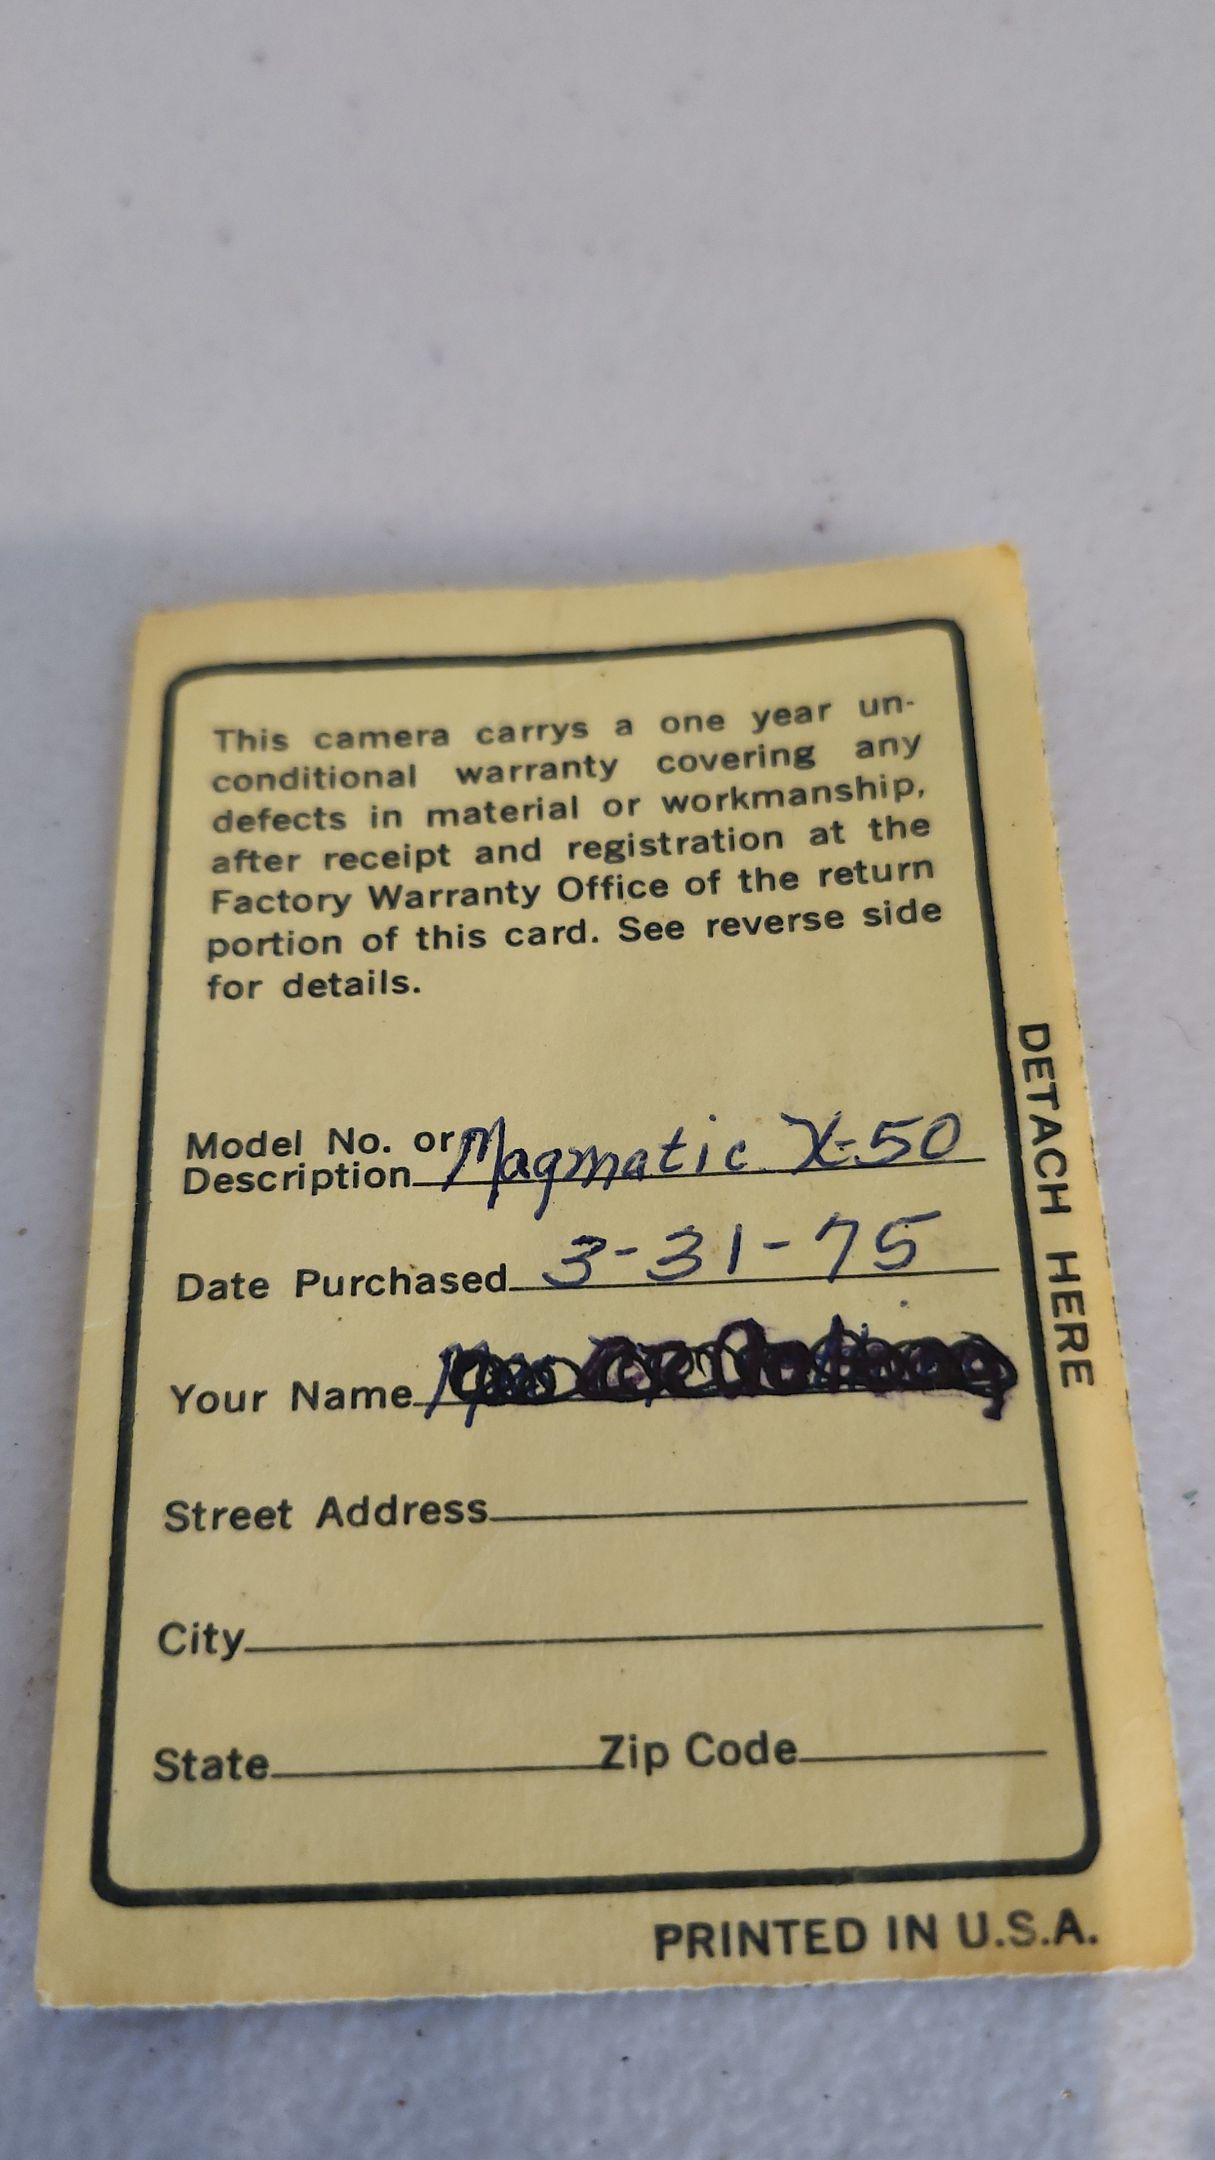 This camera carrys a one year un-
conditional warranty covering any
defects in material or workmanship,
after receipt and registration at the
Factory Warranty Office of the return
portion of this card. See reverse side
for details.
Model No. or
Description Magmatic X-50
Date Purchased 3-31-75
Your Name
Street Address
City
State Zip Code
DETACH HERE
PRINTED IN U.S.A.